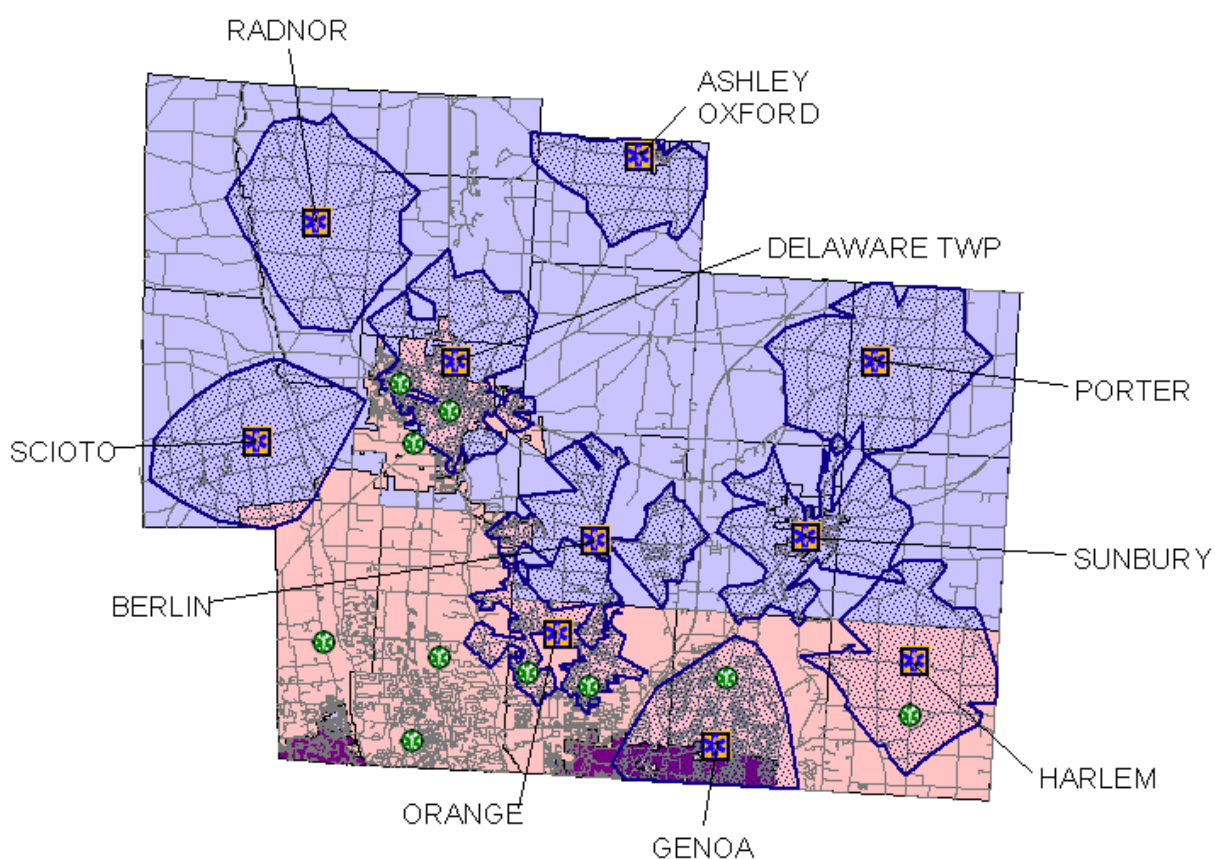 RADNOR
ASHLEY
OXFORD
DELAWARE TWP
PORTER
SCIOTO
SUNBURY
BERLIN
HARLEM
ORANGE
GENOA